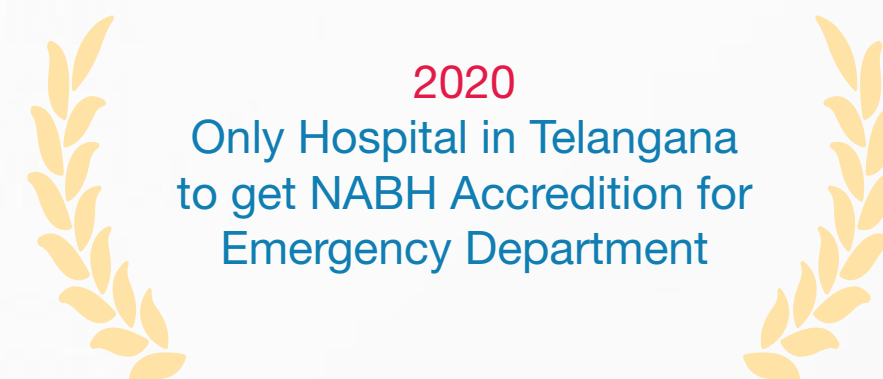 2020
Only Hospital in Telangana
to get NABH Accredition for
Emergency Department